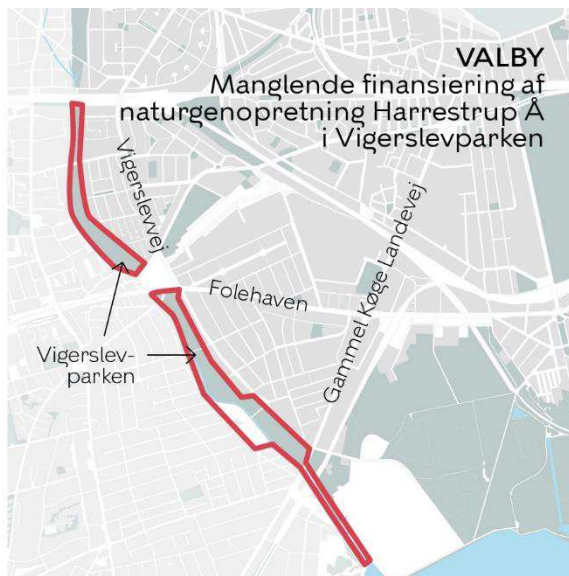 VALBY
Manglende finansiering af
naturgenopretning Harrestrup Å
i Vigerslevparken
Vigerslevvej
Folehaven
Gammel Køge Landevej
Vigerslev-
parken